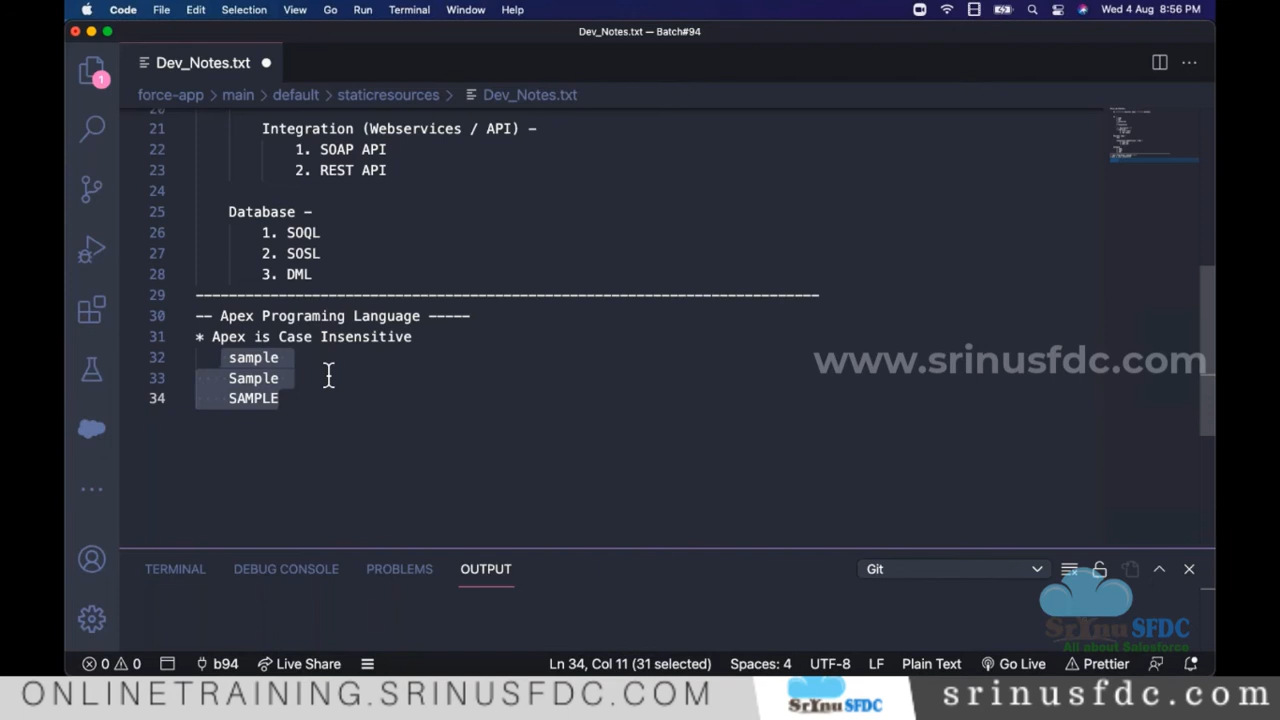 Code File Edit Selection View Go Run Terminal Window Help Wed 4 Aug 8:56 PM
Dev_Notes.txt — Batch#94
1
Dev_Notes.txt
force-app > main > default > staticresources > Dev_Notes.txt
20
21 Integration (Webservices / API) -
22 1. SOAP API
23 2. REST API
24
25 Database -
26 1. SOQL
27 2. SOSL
28 3. DML
29 ---------------------------------------------------------------------------
30 -- Apex Programing Language -----
31 * Apex is Case Insensitive
32 sample
33 Sample
34 SAMPLE
www.srinusfdc.com
TERMINAL DEBUG CONSOLE PROBLEMS OUTPUT Git
SrInu SFDC
All about Salesforce
0 0 b94 Live Share Ln 34, Col 11 (31 selected) Spaces: 4 UTF-8 LF Plain Text Go Live Prettier
ONLINETRAINING.SRINUSFDC.COM SrInu SFDC srinusfdc.com